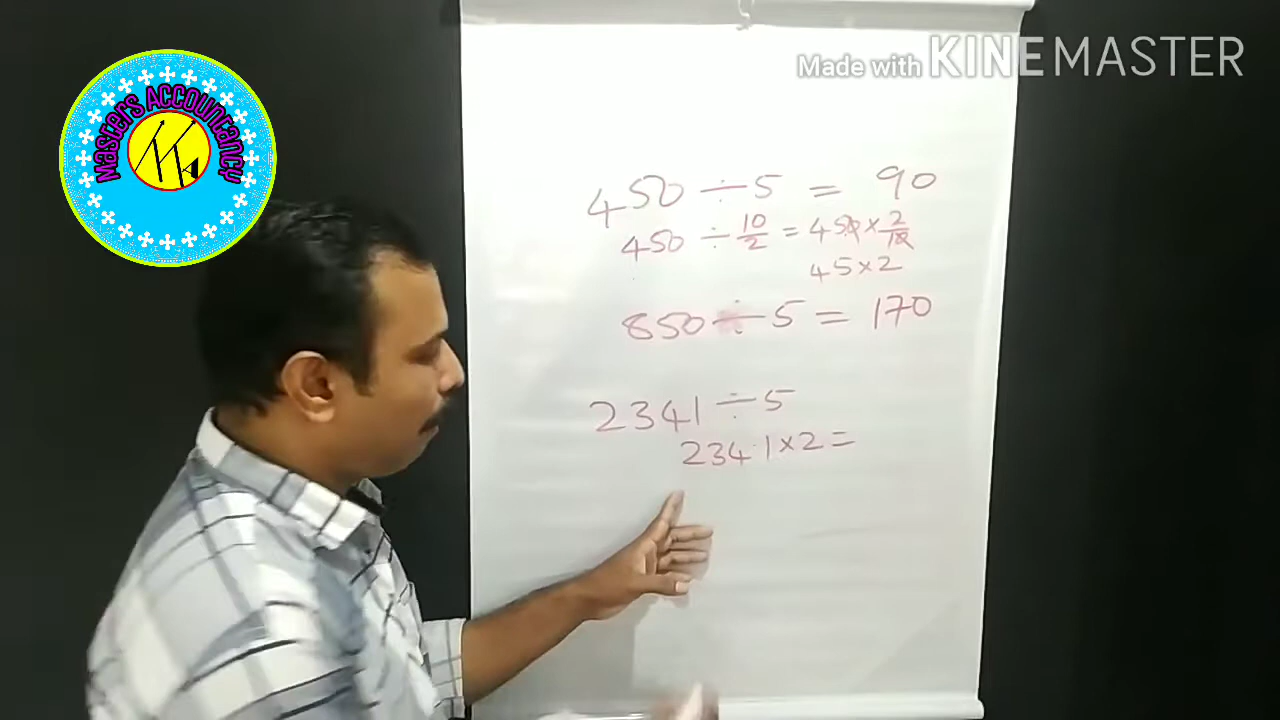 Made with KINEMASTER
Masters ACCOUNTANCY
MA
450 ÷ 5 = 90
450 ÷ 10/2 = 450 × 2/10
45 × 2
850 ÷ 5 = 170
2341 ÷ 5
234.1 × 2 =